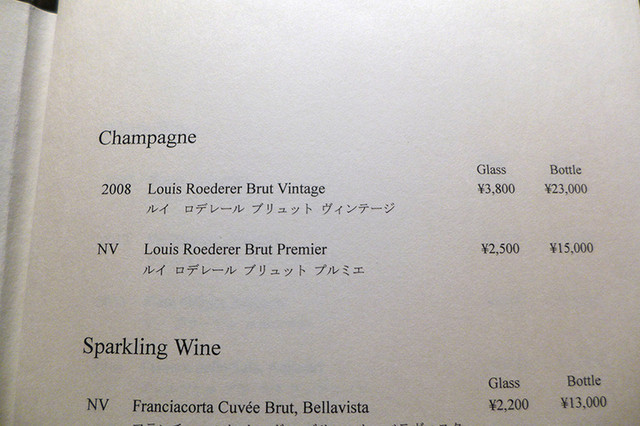 Champagne
Glass Bottle
2008 Louis Roederer Brut Vintage ¥3,800 ¥23,000
ルイ ロデレール ブリュット ヴィンテージ
NV Louis Roederer Brut Premier ¥2,500 ¥15,000
ルイ ロデレール ブリュット プルミエ
Sparkling Wine
Glass Bottle
NV Franciacorta Cuvée Brut, Bellavista ¥2,200 ¥13,000